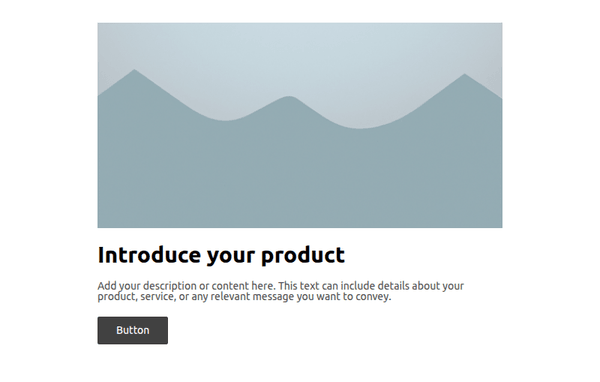 Introduce your product
Add your description or content here. This text can include details about your
product, service, or any relevant message you want to convey.
Button